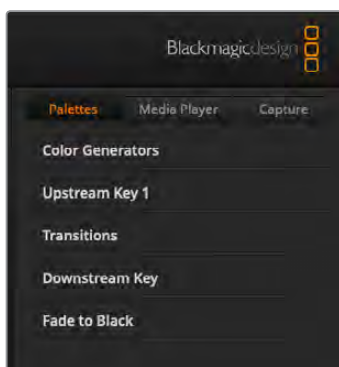 Blackmagicdesign
Palettes Media Player Capture
Color Generators
Upstream Key 1
Transitions
Downstream Key
Fade to Black